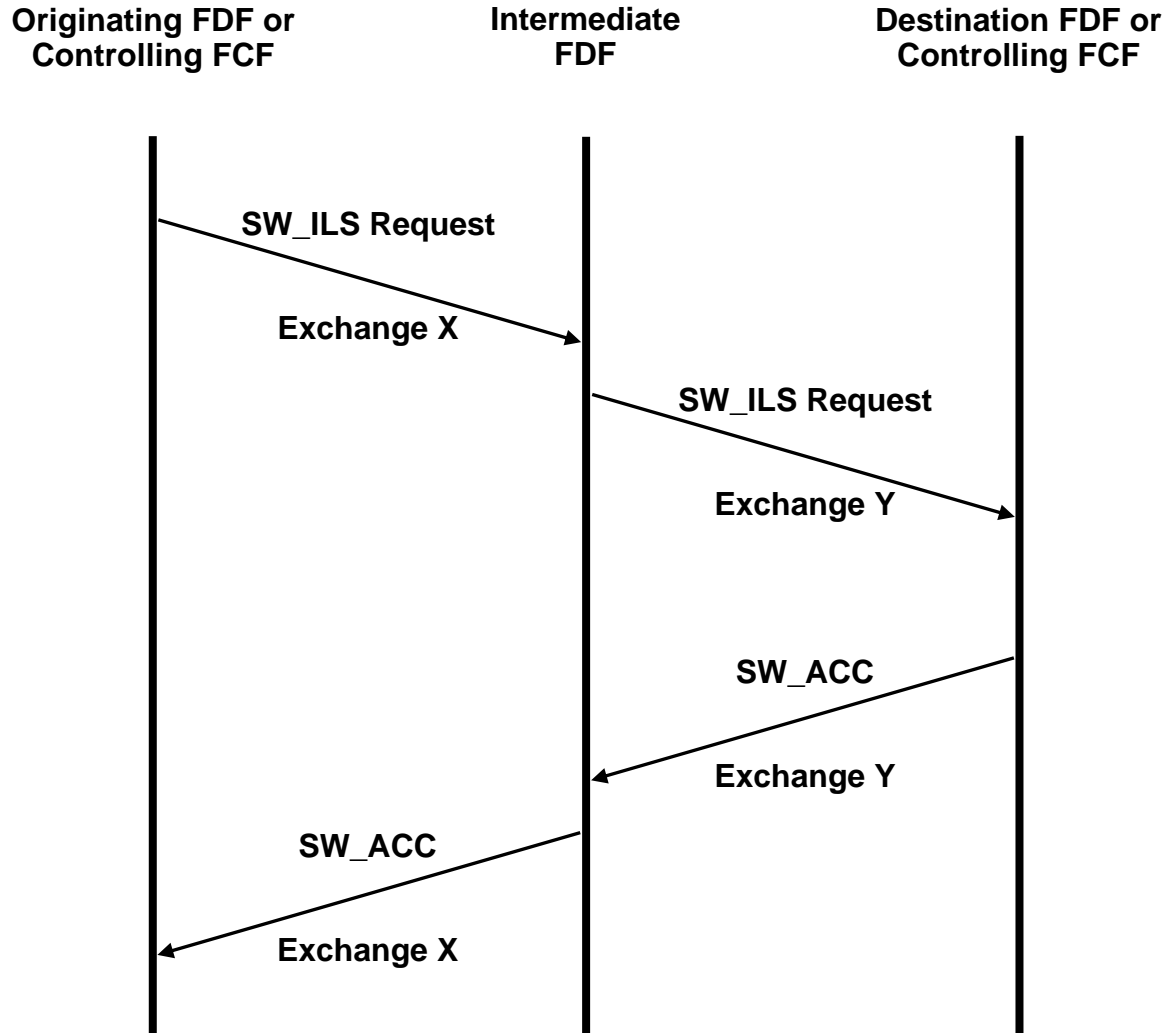 Originating FDF or
Controlling FCF
Intermediate
FDF
Destination FDF or
Controlling FCF
SW_ILS Request
Exchange X
SW_ILS Request
Exchange Y
SW_ACC
Exchange Y
SW_ACC
Exchange X